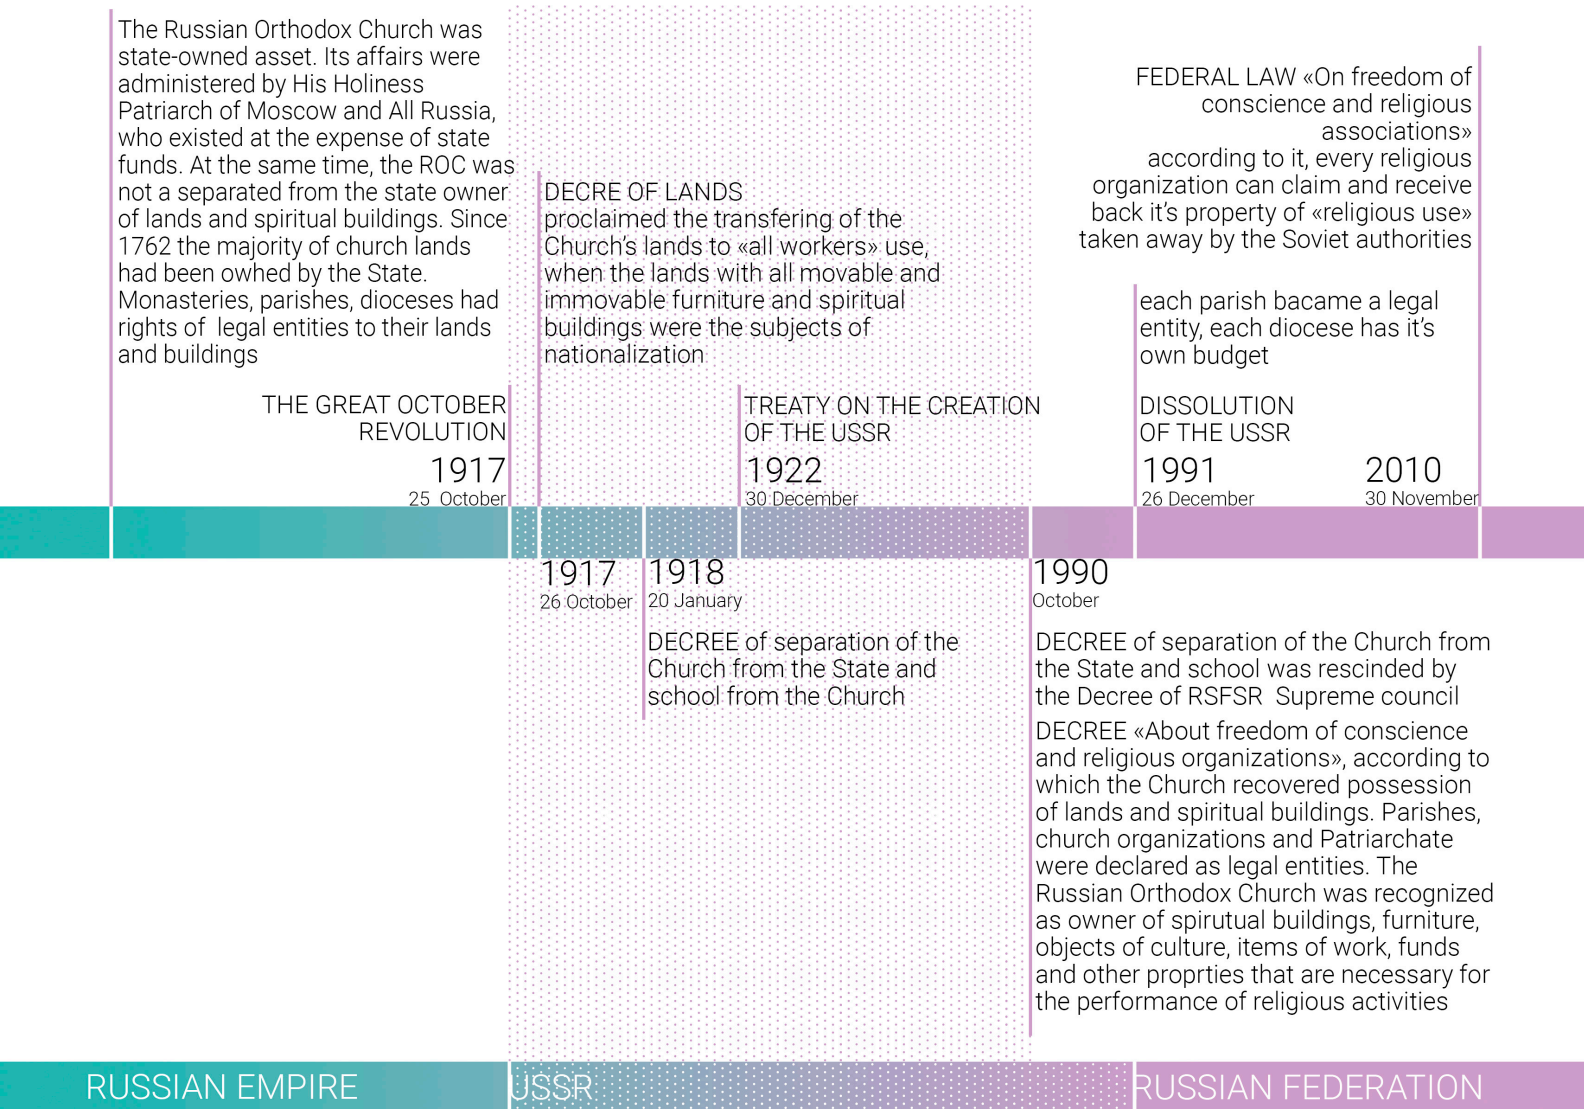 The Russian Orthodox Church was
state-owned asset. Its affairs were
administered by His Holiness
Patriarch of Moscow and All Russia,
who existed at the expense of state
funds. At the same time, the ROC was
not a separated from the state owner
of lands and spiritual buildings. Since
1762 the majority of church lands
had been owhed by the State.
Monasteries, parishes, dioceses had
rights of legal entities to their lands
and buildings
THE GREAT OCTOBER
REVOLUTION
1917
25 October
DECRE OF LANDS
proclaimed the transfering of the
Church's lands to «all workers» use,
when the lands with all movable and
immovable furniture and spiritual
buildings were the subjects of
nationalization
1917
26 October
1918
20 January
DECREE of separation of the
Church from the State and
school from the Church
TREATY ON THE CREATION
OF THE USSR
1922
30 December
1990
October
DECREE of separation of the Church from
the State and school was rescinded by
the Decree of RSFSR Supreme council
DECREE «About freedom of conscience
and religious organizations», according to
which the Church recovered possession
of lands and spiritual buildings. Parishes,
church organizations and Patriarchate
were declared as legal entities. The
Russian Orthodox Church was recognized
as owner of spirutual buildings, furniture,
objects of culture, items of work, funds
and other proprties that are necessary for
the performance of religious activities
each parish bacame a legal
entity, each diocese has it's
own budget
DISSOLUTION
OF THE USSR
1991
26 December
FEDERAL LAW «On freedom of
conscience and religious
associations»
according to it, every religious
organization can claim and receive
back it's property of «religious use»
taken away by the Soviet authorities
2010
30 November
RUSSIAN EMPIRE
USSR
RUSSIAN FEDERATION